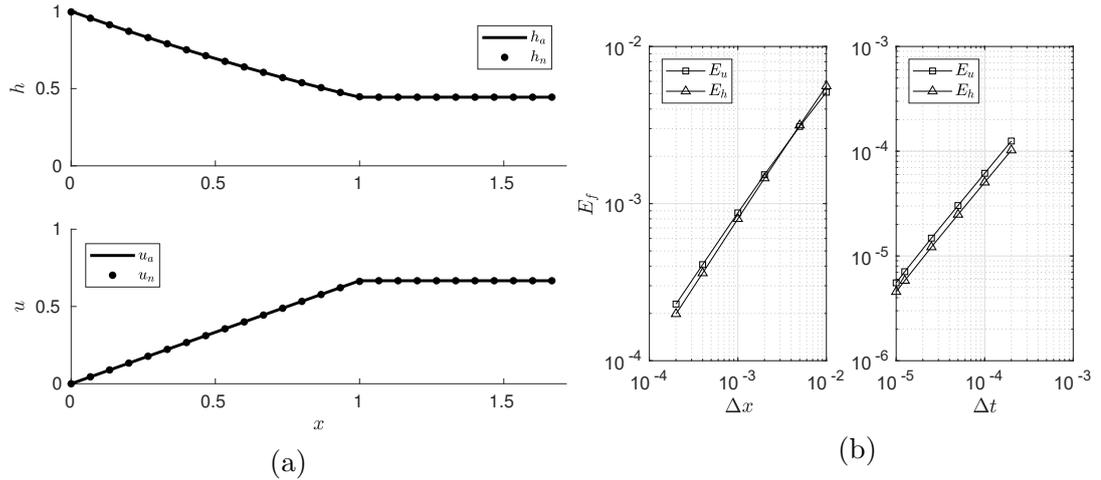 1
0.5
0
h
h_a
h_n
0 0.5 1 1.5
1
0.5
0
u
u_a
u_n
0 0.5 1 1.5
x
(a)
10^-2
10^-3
10^-4
E_f
E_u
E_h
10^-4 10^-3 10^-2
Δx
10^-3
10^-4
10^-5
10^-6
E_u
E_h
10^-5 10^-4 10^-3
Δt
(b)